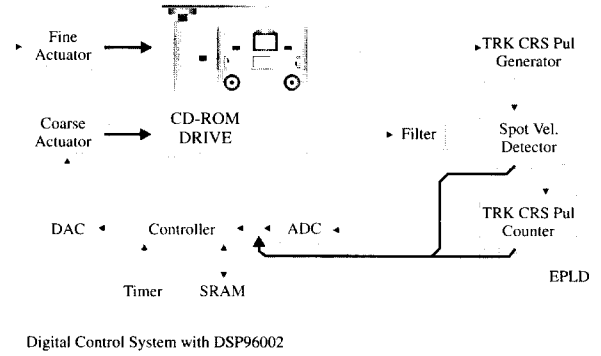 Fine
Actuator
TRK CRS Pul
Generator
Coarse
Actuator
CD-ROM
DRIVE
Filter
Spot Vel.
Detector
DAC
Controller
ADC
TRK CRS Pul
Counter
EPLD
Timer
SRAM
Digital Control System with DSP96002